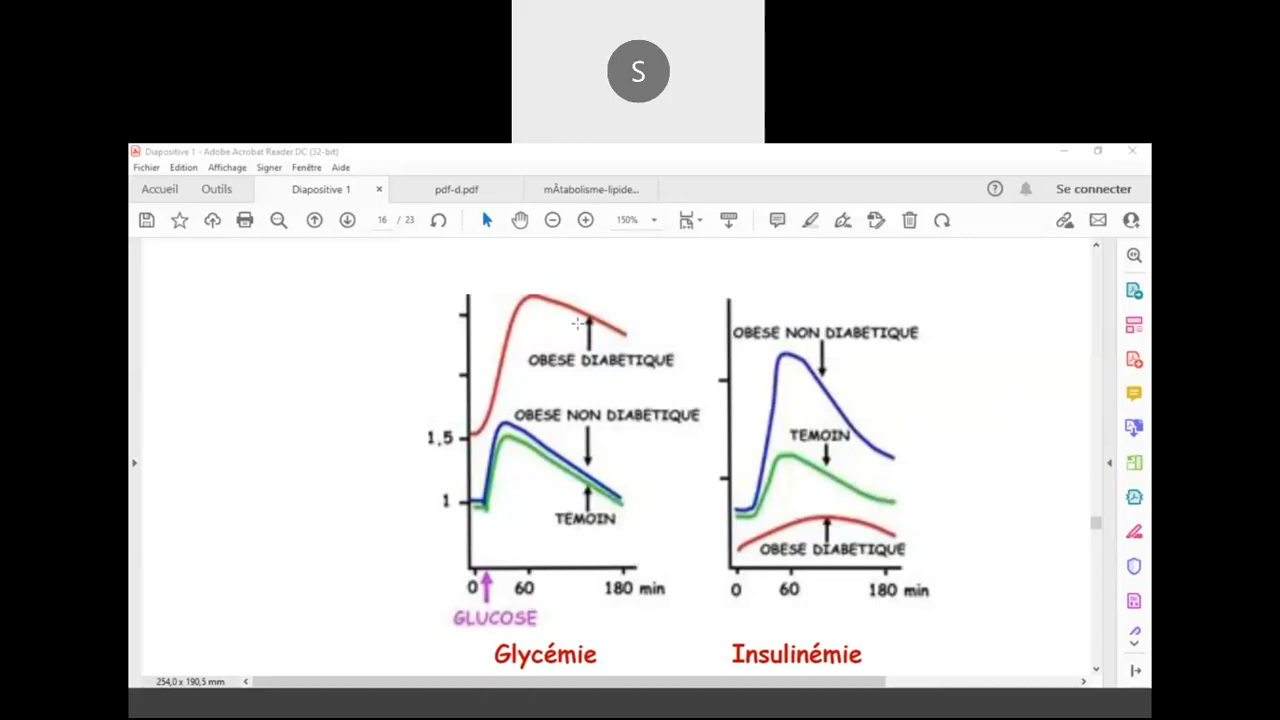 S
Diapositive 1 - Adobe Acrobat Reader DC (32-bit)
Fichier Edition Affichage Signer Fenêtre Aide
Accueil Outils Diapositive 1 × pdf-d.pdf mÃtabolisme-lipide... Se connecter
16 / 23 150%
OBESE DIABETIQUE
OBESE NON DIABETIQUE
TEMOIN
1,5
1
0 60 180 min
GLUCOSE
Glycémie
OBESE NON DIABETIQUE
TEMOIN
OBESE DIABETIQUE
0 60 180 min
Insulinémie
254,0 x 190,5 mm